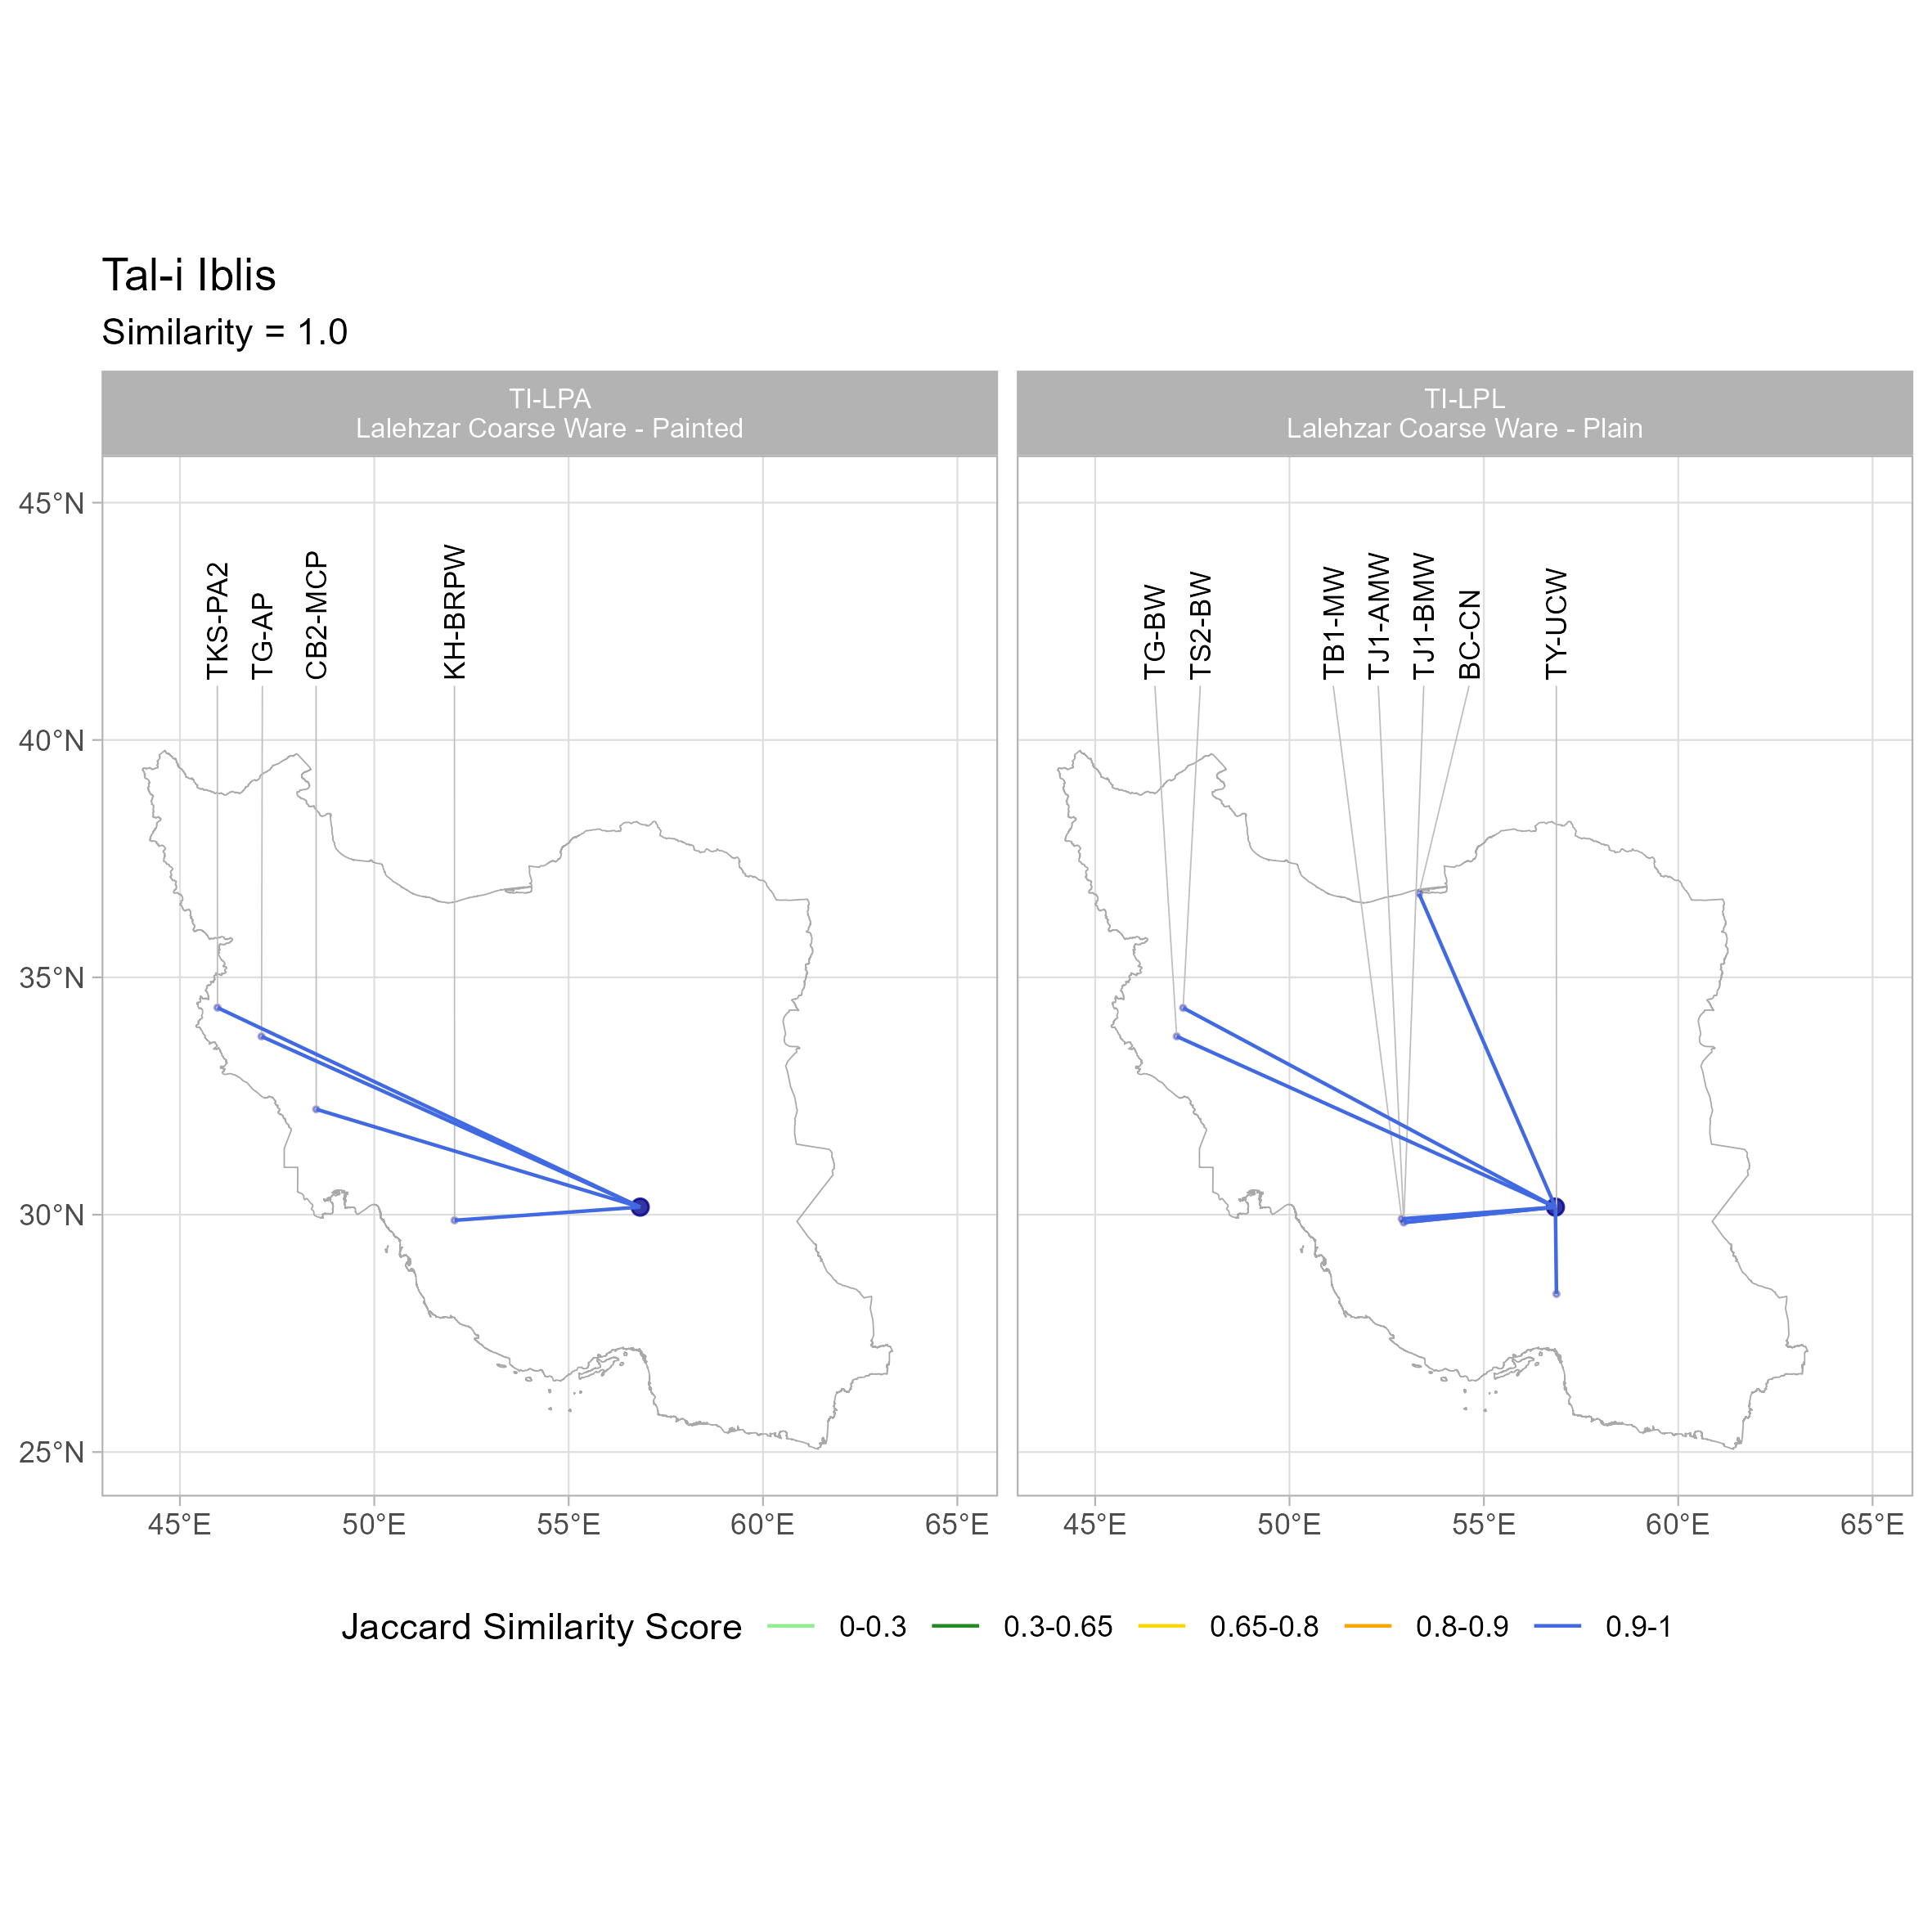 Tal-i Iblis
Similarity = 1.0
TI-LPA
Lalehzar Coarse Ware - Painted
TI-LPL
Lalehzar Coarse Ware - Plain
TKS-PA2
TG-AP
CB2-MCP
KH-BRPW
TG-BW
TS2-BW
TB1-MW
TJ1-AMW
TJ1-BMW
BC-CN
TY-UCW
45°N
40°N
35°N
30°N
25°N
45°E 50°E 55°E 60°E 65°E
45°E 50°E 55°E 60°E 65°E
Jaccard Similarity Score 0-0.3 0.3-0.65 0.65-0.8 0.8-0.9 0.9-1